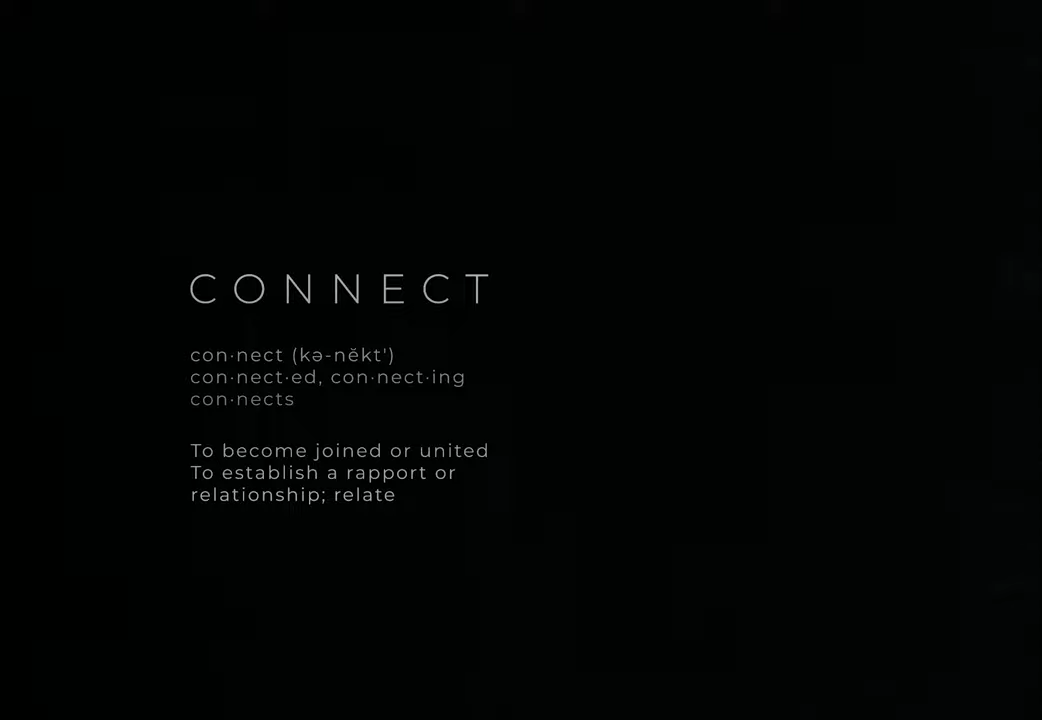 CONNECT
con·nect (kə-nĕkt')
con·nect·ed, con·nect·ing
con·nects
To become joined or united
To establish a rapport or
relationship; relate